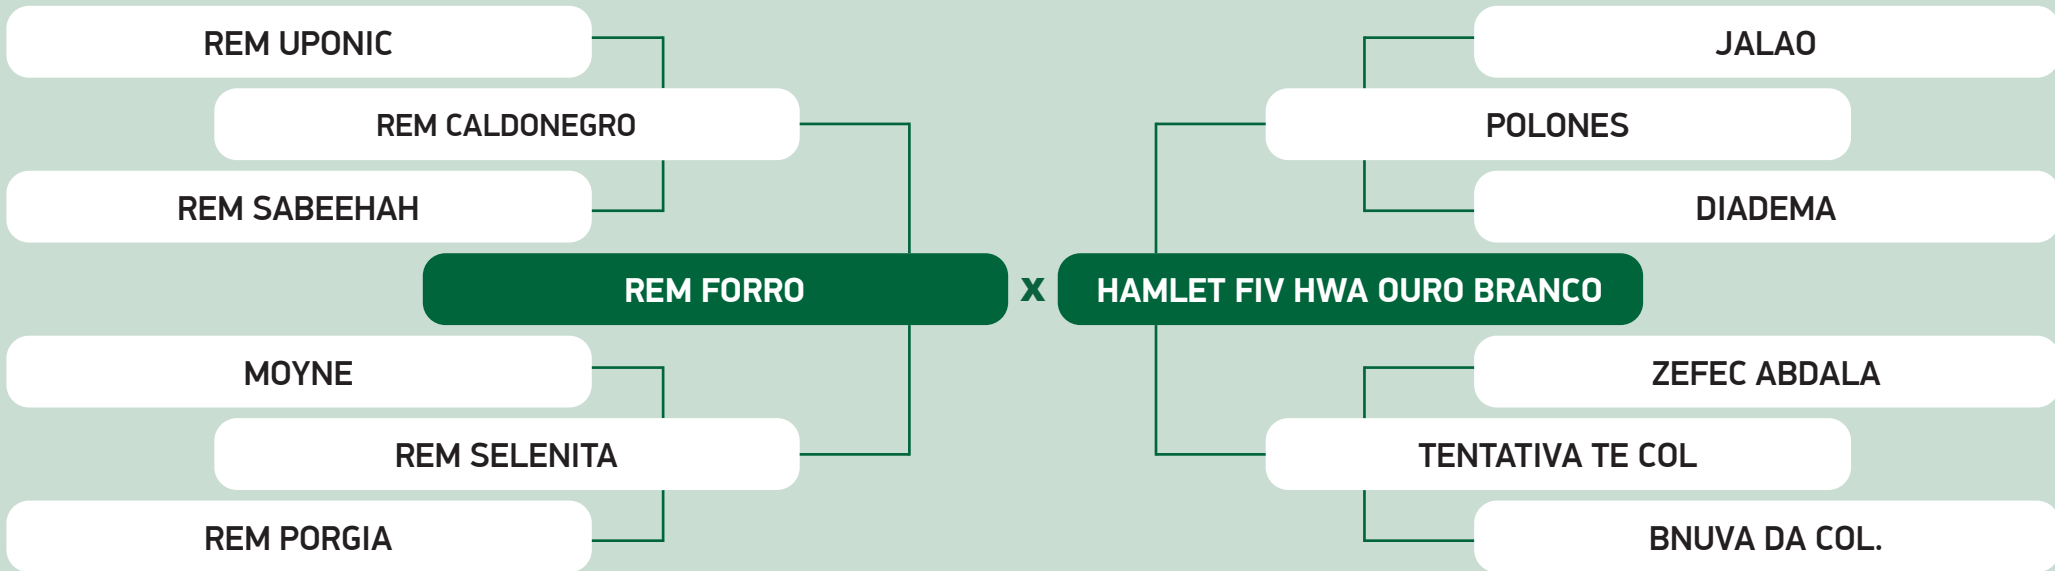 REM UPONIC
JALAO
REM CALDONEGRO
POLONES
REM SABEEHAH
DIADEMA
REM FORRO x HAMLET FIV HWA OURO BRANCO
MOYNE
ZEFEC ABDALA
REM SELENITA
TENTATIVA TE COL
REM PORGIA
BNUVA DA COL.